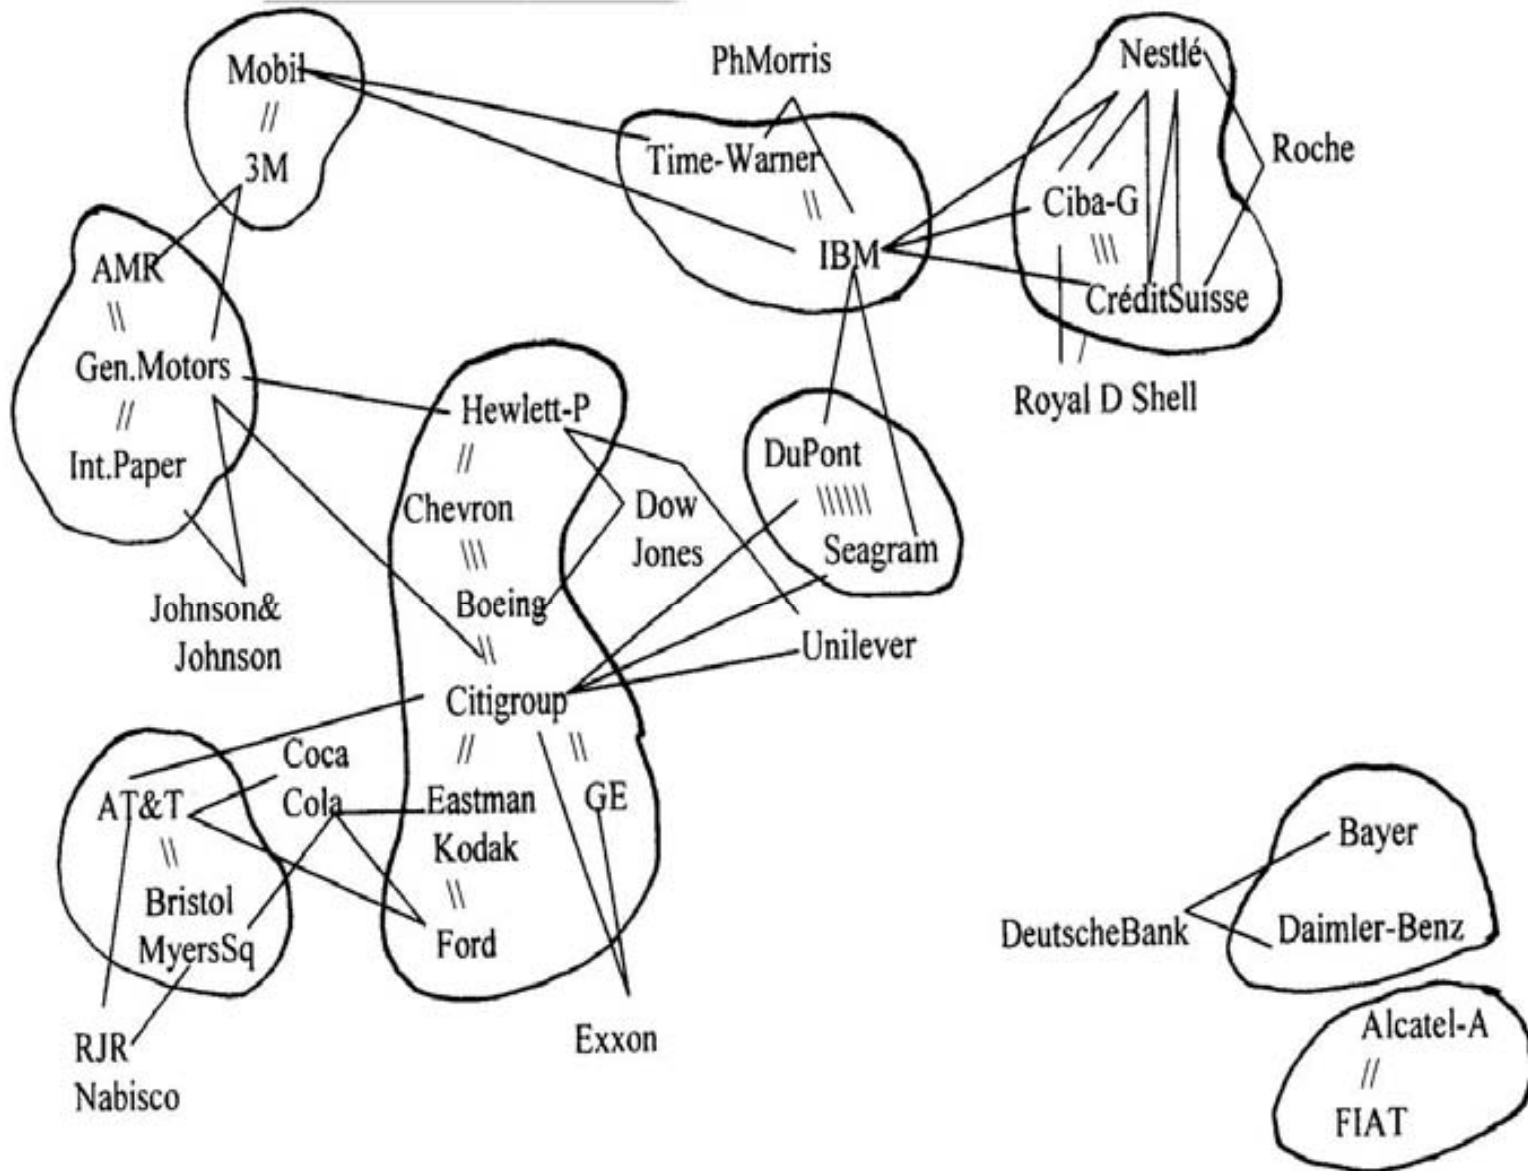 Mobil
3M
PhMorris
Time-Warner
IBM
Nestlé
Roche
Ciba-G
CréditSuisse
Royal D Shell
AMR
Gen.Motors
Int.Paper
Johnson&
Johnson
Hewlett-P
Chevron
Boeing
Citigroup
Eastman
Kodak
GE
Ford
Dow
Jones
DuPont
Seagram
Unilever
AT&T
Bristol
MyersSq
Coca
Cola
RJR
Nabisco
Exxon
Bayer
DeutscheBank
Daimler-Benz
Alcatel-A
FIAT